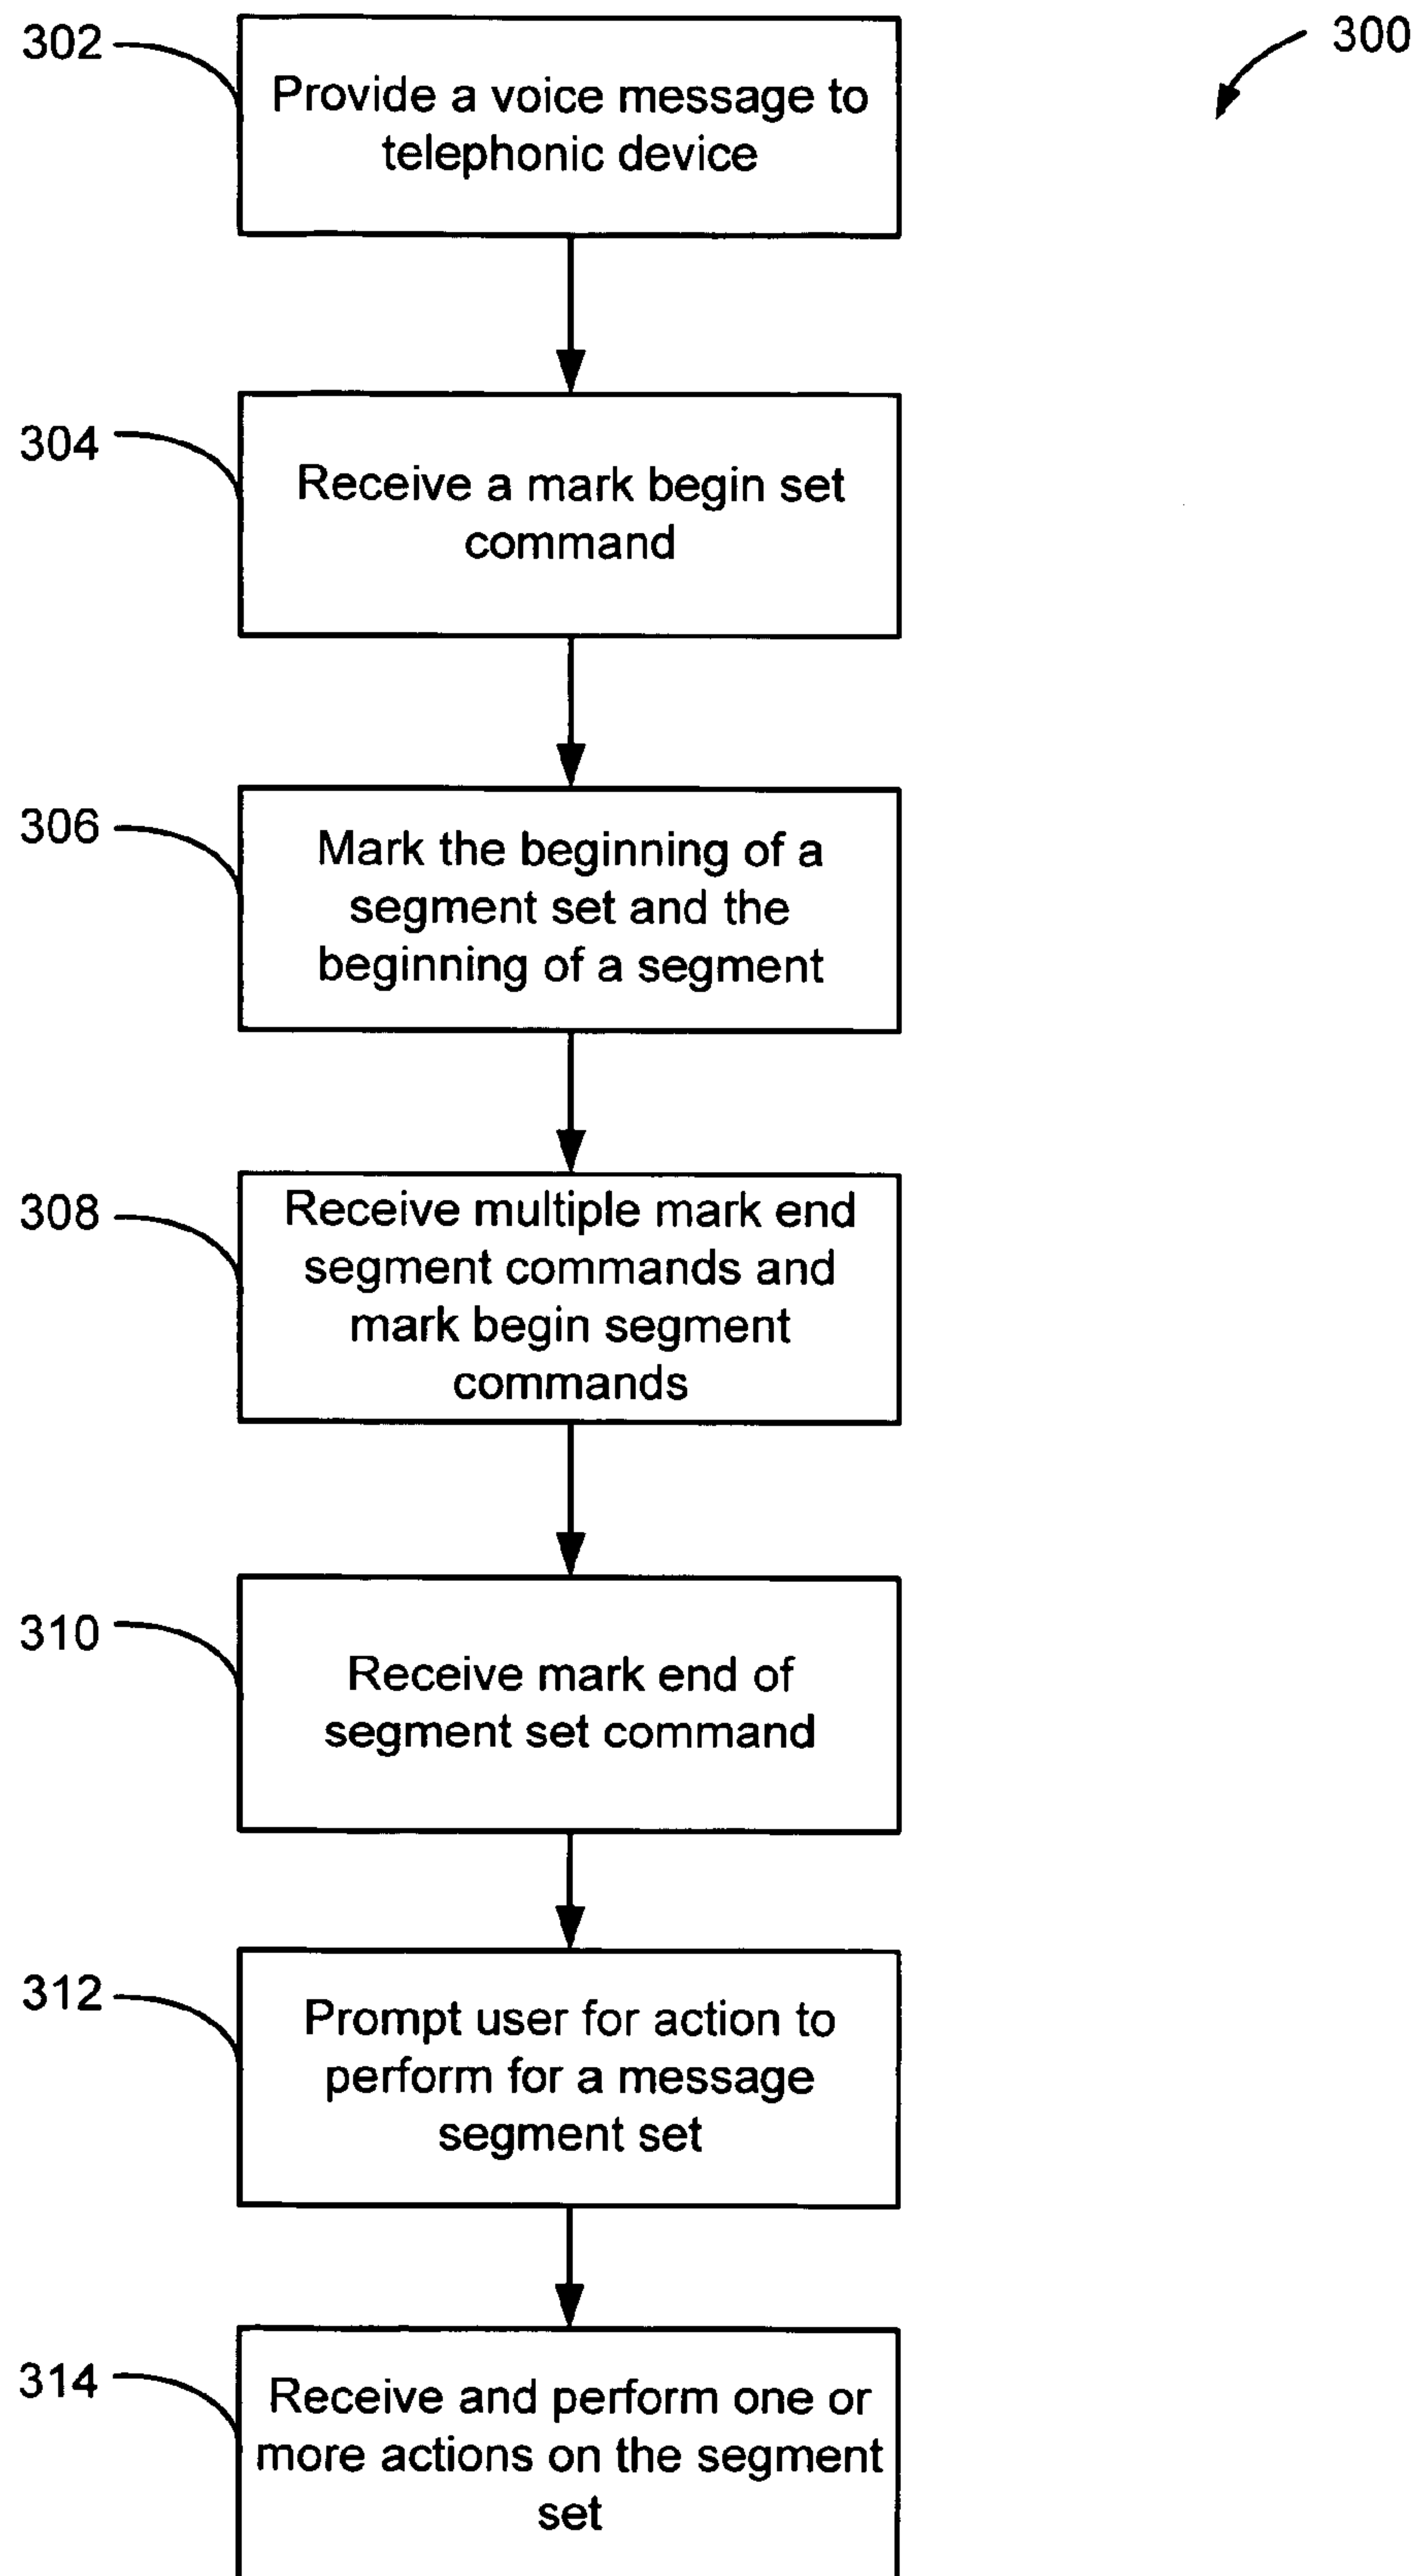 300
302
Provide a voice message to
telephonic device
304
Receive a mark begin set
command
306
Mark the beginning of a
segment set and the
beginning of a segment
308
Receive multiple mark end
segment commands and
mark begin segment
commands
310
Receive mark end of
segment set command
312
Prompt user for action to
perform for a message
segment set
314
Receive and perform one or
more actions on the segment
set